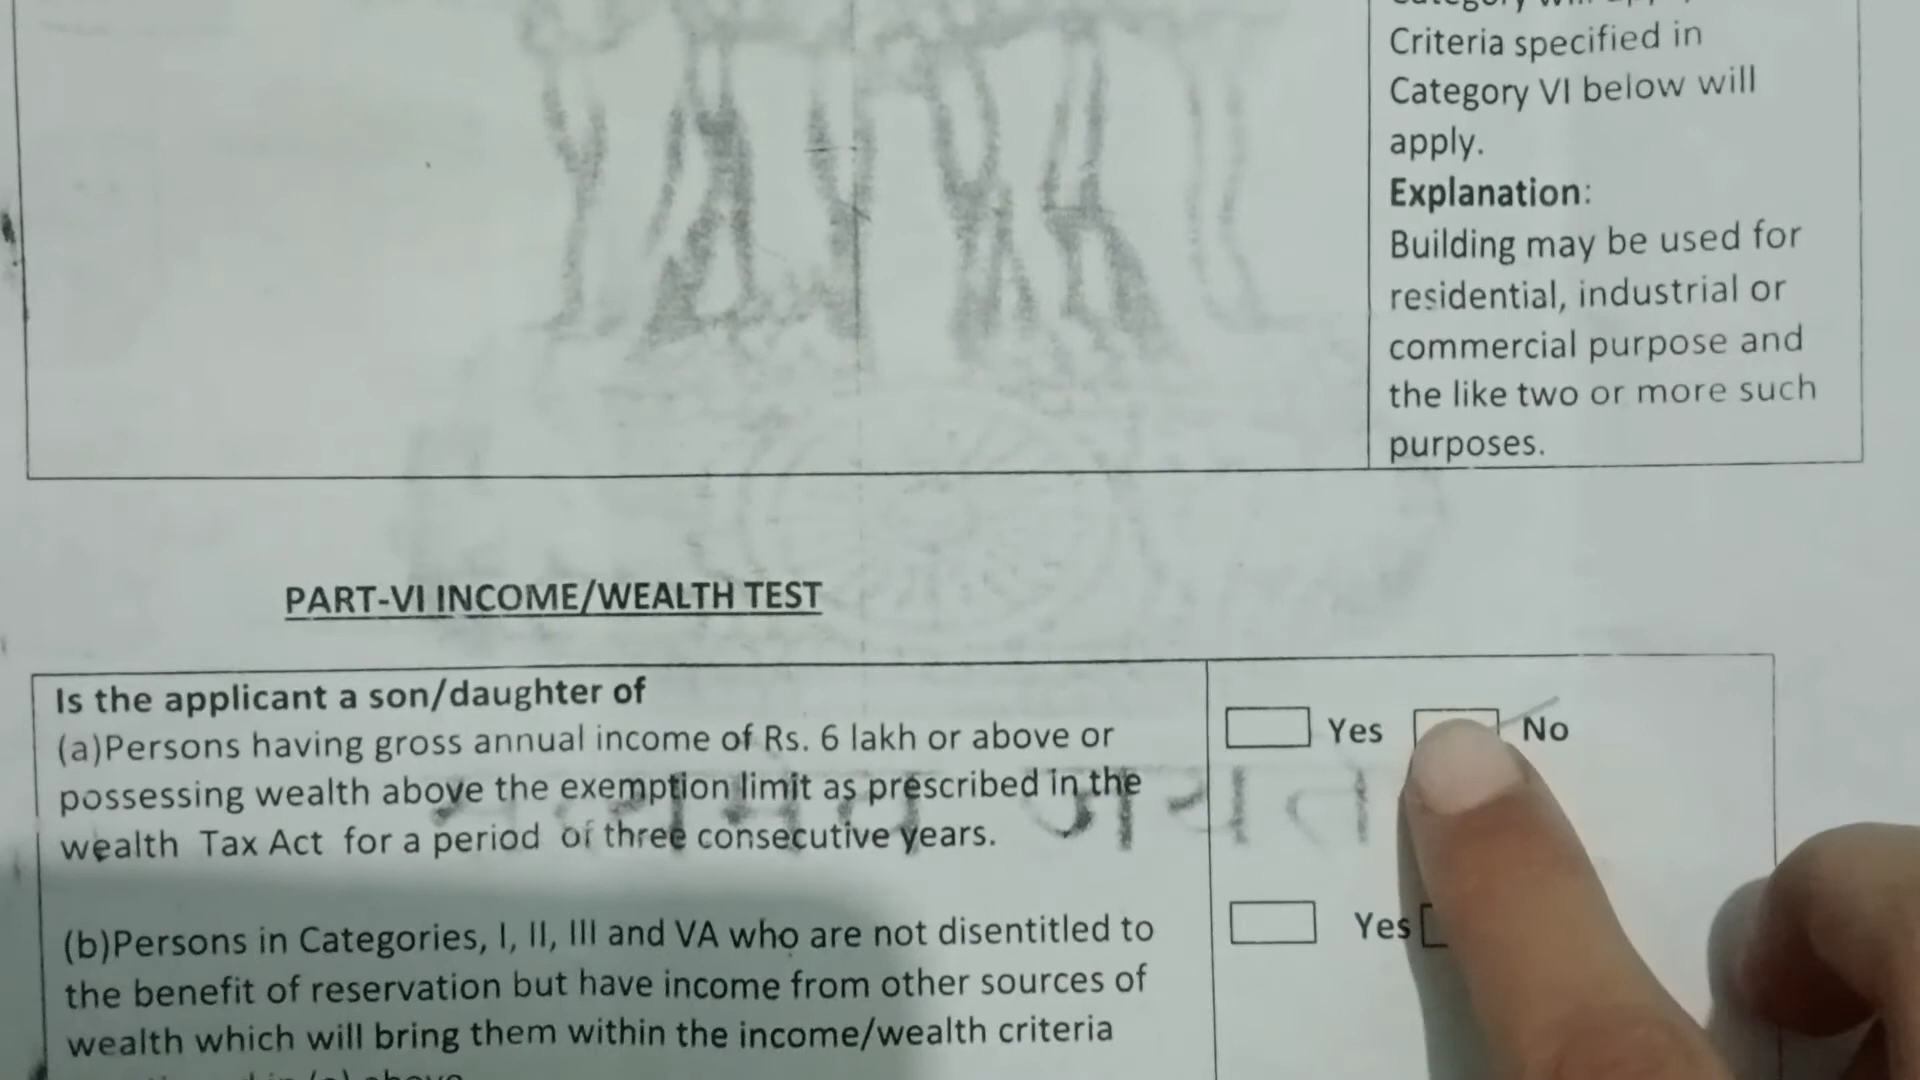 Criteria specified in
Category VI below will
apply.
Explanation:
Building may be used for
residential, industrial or
commercial purpose and
the like two or more such
purposes.
PART-VI INCOME/WEALTH TEST
Is the applicant a son/daughter of
(a)Persons having gross annual income of Rs. 6 lakh or above or
possessing wealth above the exemption limit as prescribed in the
wealth Tax Act for a period of three consecutive years.
Yes No
(b)Persons in Categories, I, II, III and VA who are not disentitled to
the benefit of reservation but have income from other sources of
wealth which will bring them within the income/wealth criteria
Yes